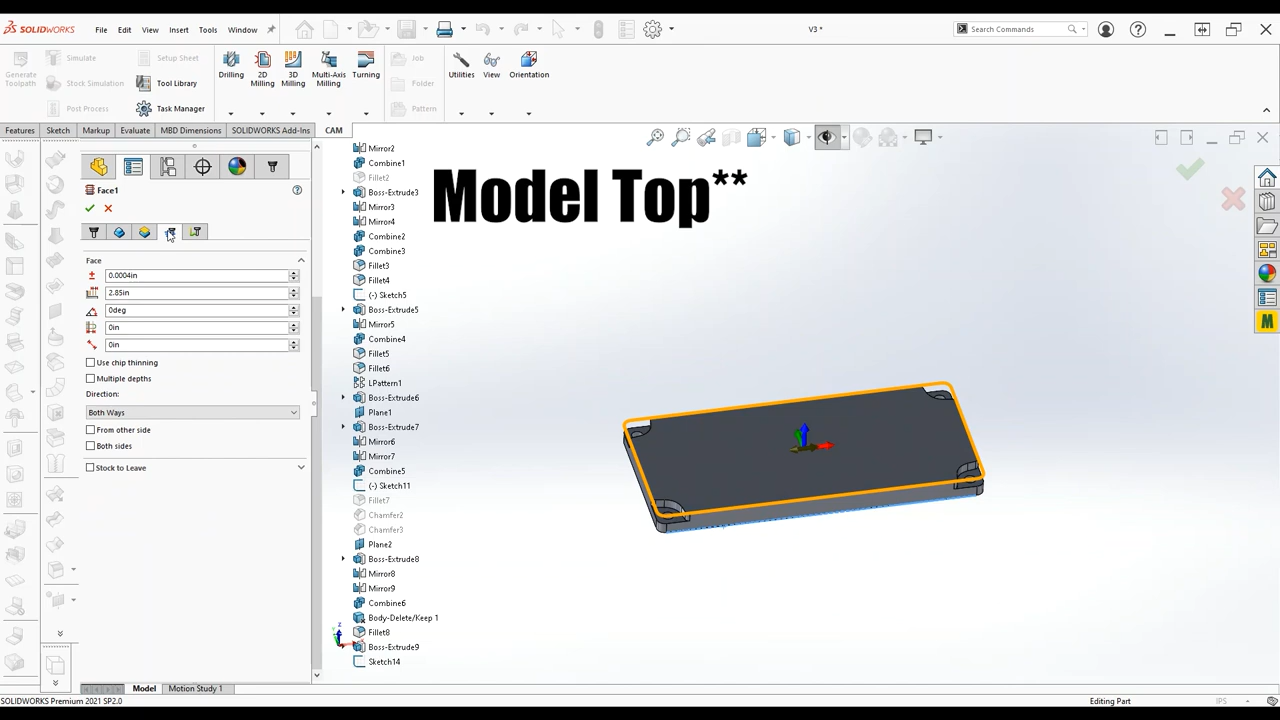 SOLIDWORKS File Edit View Insert Tools Window V3 * Search Commands
Generate Toolpath
Simulate
Stock Simulation
Post Process
Setup Sheet
Tool Library
Task Manager
Drilling
2D Milling
3D Milling
Multi-Axis Milling
Turning
Job
Folder
Pattern
Utilities
View
Orientation
Features Sketch Markup Evaluate MBD Dimensions SOLIDWORKS Add-Ins CAM
Model Top**
Face1
Face
0.0004in
2.85in
0deg
0in
0in
Use chip thinning
Multiple depths
Direction:
Both Ways
From other side
Both sides
Stock to Leave
Mirror2
Combine1
Fillet2
Boss-Extrude3
Mirror3
Mirror4
Combine2
Combine3
Fillet3
Fillet4
(-) Sketch5
Boss-Extrude5
Mirror5
Combine4
Fillet5
Fillet6
LPattern1
Boss-Extrude6
Plane1
Boss-Extrude7
Mirror6
Mirror7
Combine5
(-) Sketch11
Fillet7
Chamfer2
Chamfer3
Plane2
Boss-Extrude8
Mirror8
Mirror9
Combine6
Body-Delete/Keep 1
Fillet8
Boss-Extrude9
Sketch14
M
Z
Model Motion Study 1
SOLIDWORKS Premium 2021 SP2.0 Editing Part IPS